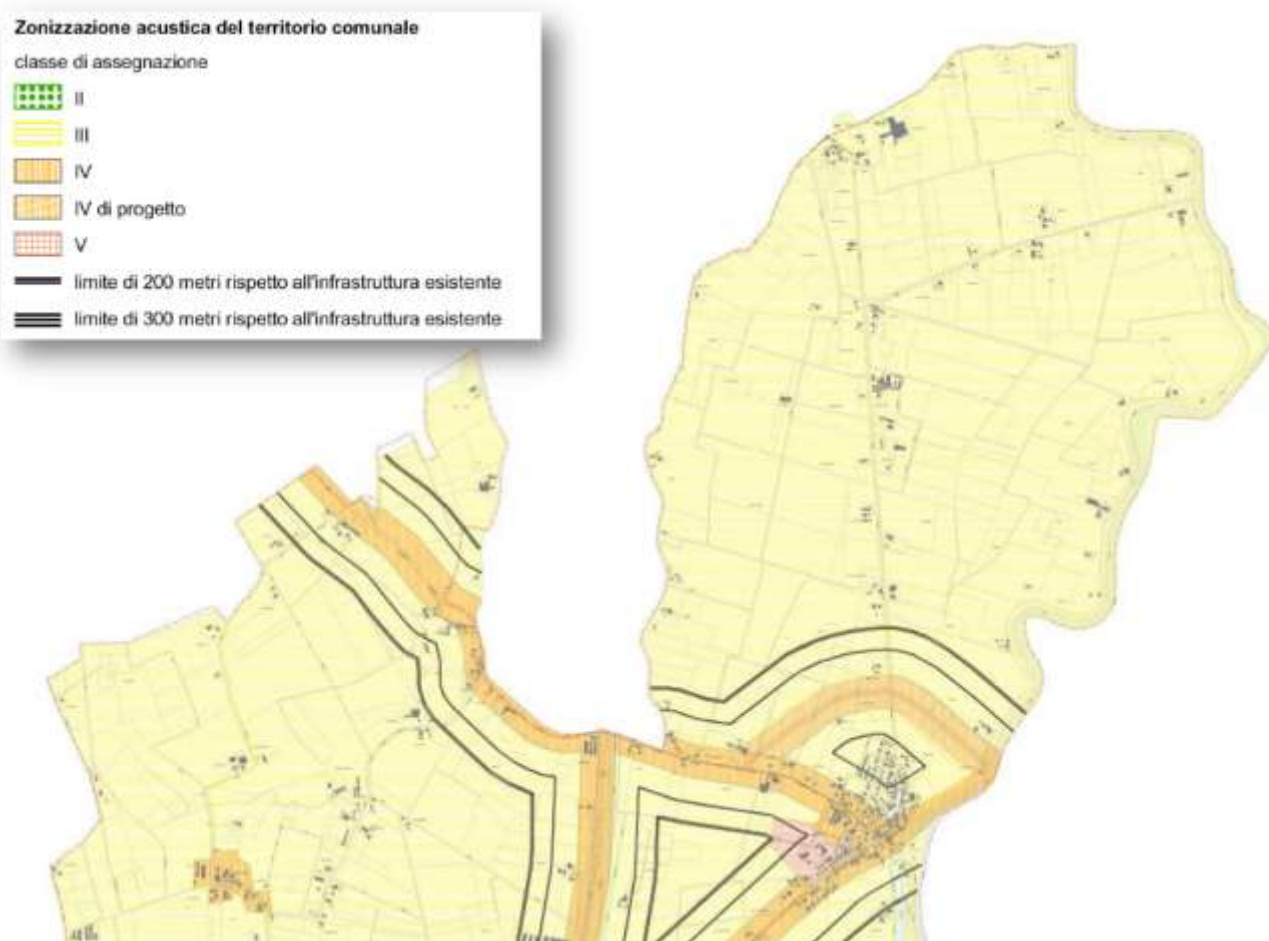 Zonizzazione acustica del territorio comunale
classe di assegnazione
II
III
IV
IV di progetto
V
limite di 200 metri rispetto all'infrastruttura esistente
limite di 300 metri rispetto all'infrastruttura esistente